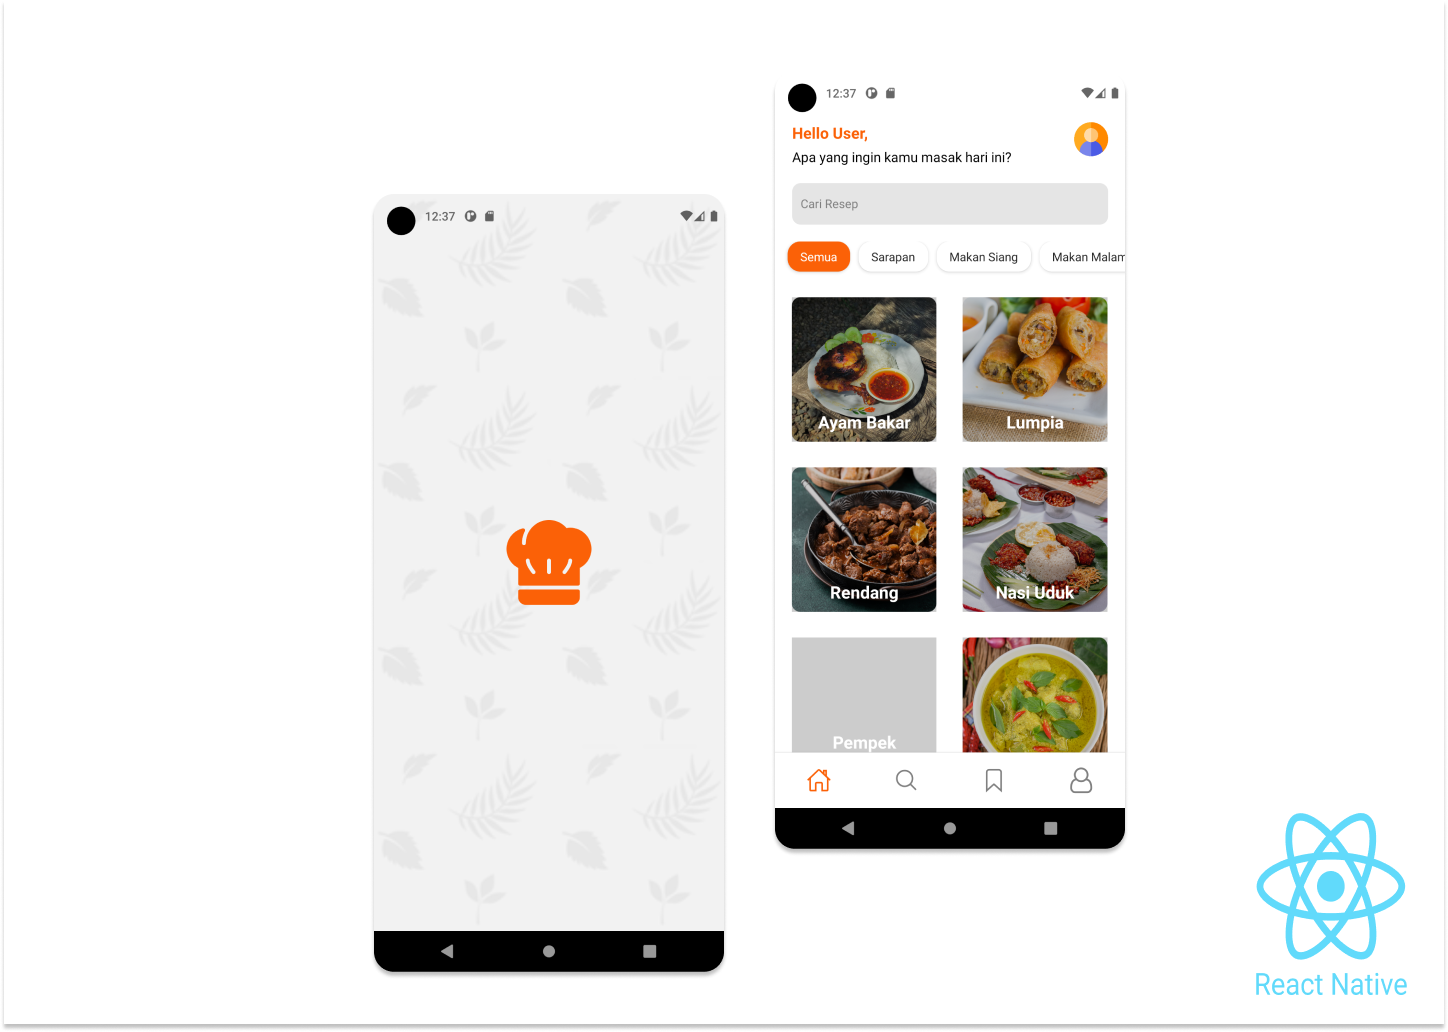 12:37
12:37
Hello User,
Apa yang ingin kamu masak hari ini?
Cari Resep
Semua
Sarapan
Makan Siang
Makan Malam
Ayam Bakar
Lumpia
Rendang
Nasi Uduk
Pempek
React Native